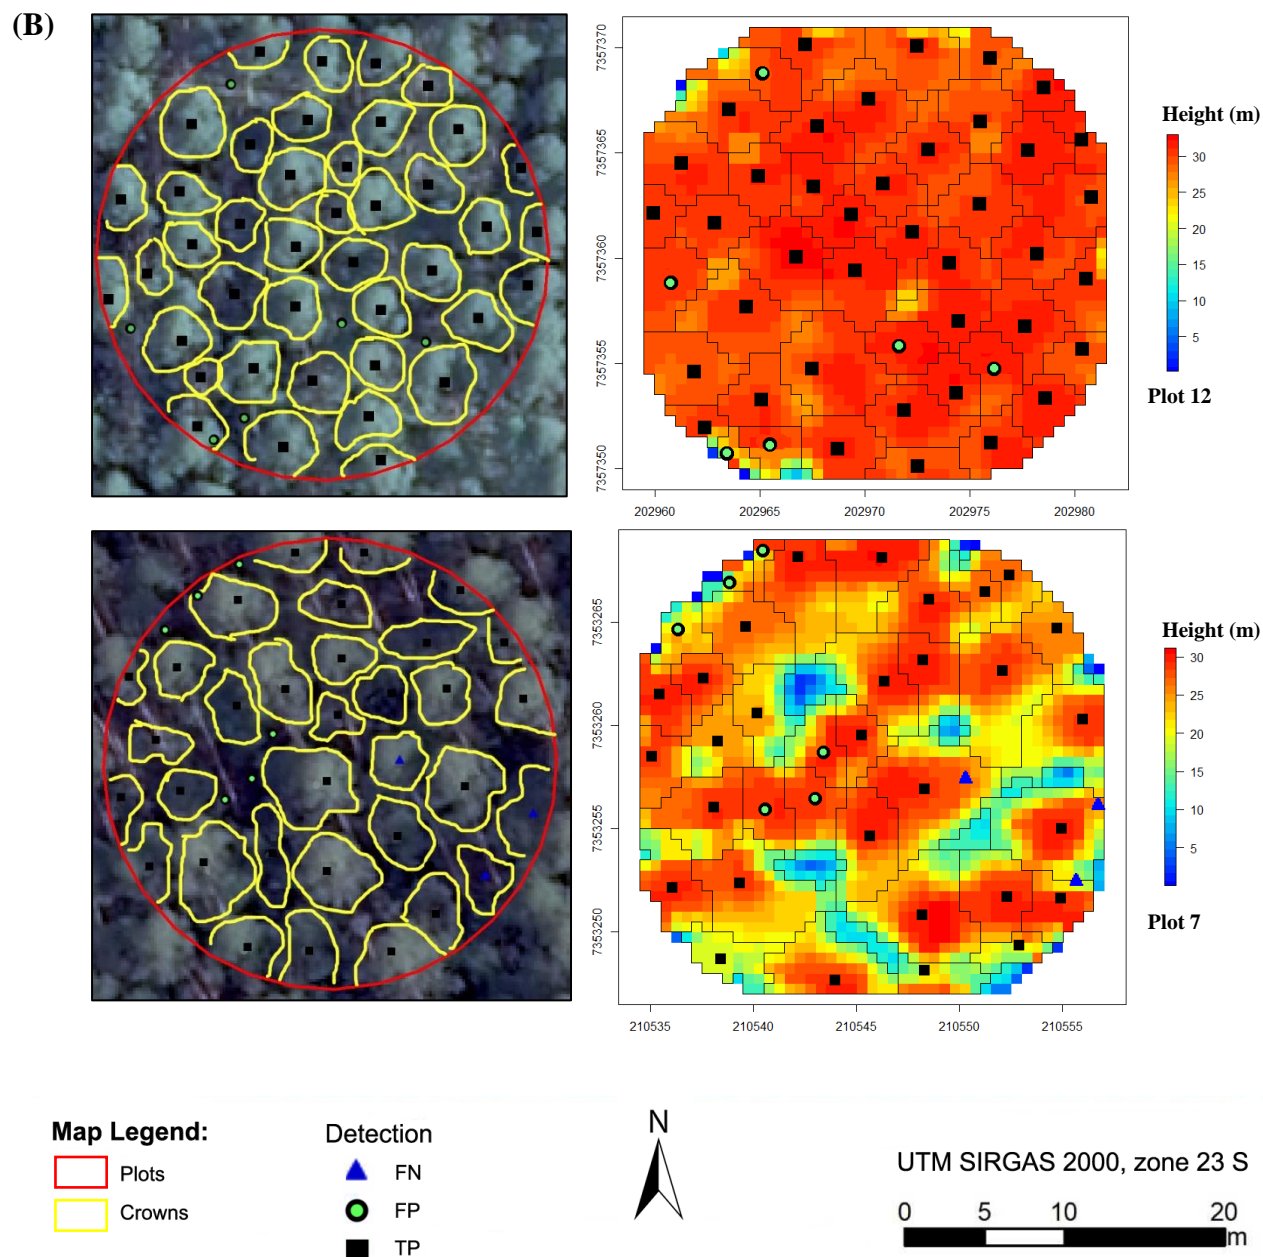 (B)
7357370
7357365
7357360
7357355
7357350
202960 202965 202970 202975 202980
Height (m)
30
25
20
15
10
5
Plot 12
7353265
7353260
7353255
7353250
210535 210540 210545 210550 210555
Height (m)
30
25
20
15
10
5
Plot 7
Map Legend:
Plots
Crowns
Detection
FN
FP
TP
N
UTM SIRGAS 2000, zone 23 S
0 5 10 20
m